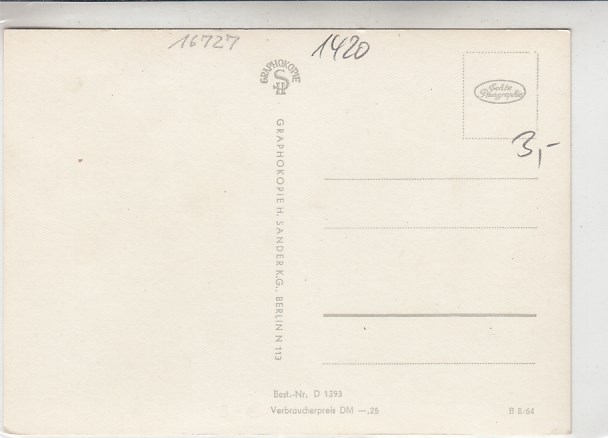 16727
1420
GRAPHOKOPIE
SH
Echte
Photographie
3,-
GRAPHOKOPIE H. SANDER K.G., BERLIN N 113
Best.-Nr. D 1393
Verbraucherpreis DM —,25
H 8/64